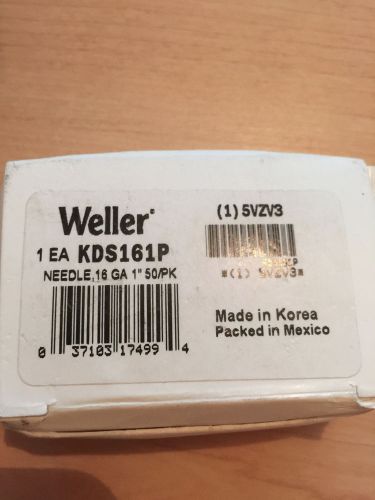 Weller®
1 EA KDS161P
NEEDLE,16 GA 1" 50/PK
0 37103 17499 4
(1) 5VZV3
*(1) 5VZV3*
Made in Korea
Packed in Mexico